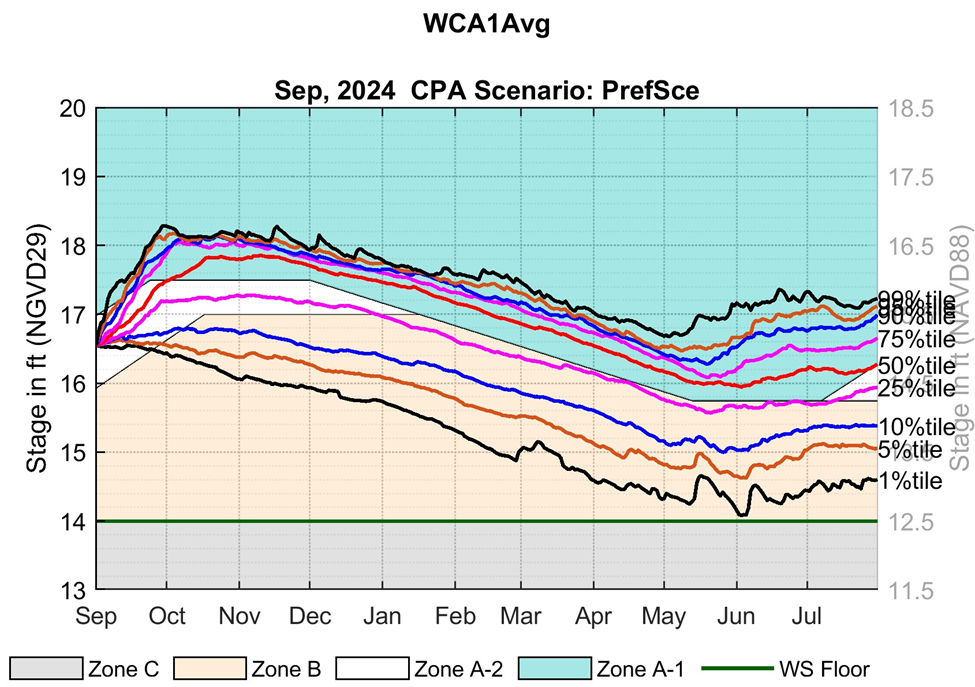 WCA1Avg
Sep, 2024 CPA Scenario: PrefSce
Stage in ft (NGVD29)
20
19
18
17
16
15
14
13
18.5
17.5
16.5
15.5
14.5
13.5
12.5
11.5
Stage in ft (NAVD88)
99%tile
90%tile
75%tile
50%tile
25%tile
10%tile
5%tile
1%tile
Sep Oct Nov Dec Jan Feb Mar Apr May Jun Jul
Zone C Zone B Zone A-2 Zone A-1 WS Floor